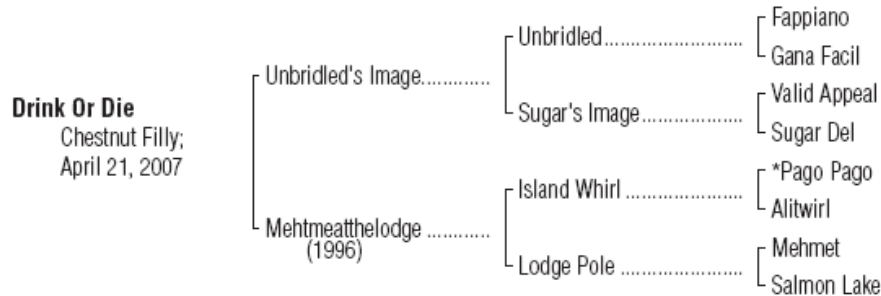 Drink Or Die
Chestnut Filly;
April 21, 2007
Unbridled's Image.............
Mehtmeatthelodge ............
(1996)
Unbridled..........................
Sugar's Image...................
Island Whirl ......................
Lodge Pole .......................
Fappiano
Gana Facil
Valid Appeal
Sugar Del
*Pago Pago
Alitwirl
Mehmet
Salmon Lake